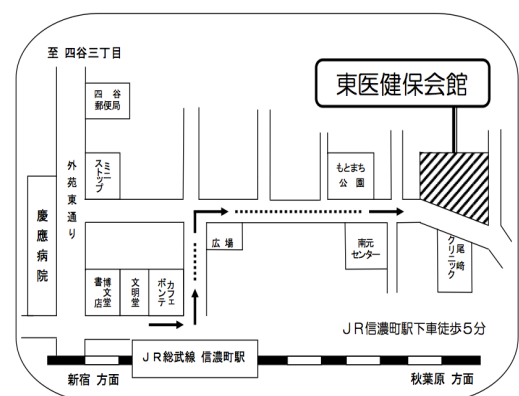 至 四谷三丁目
東医健保会館
四谷
郵便局
外苑東通り
ミニ
ストップ
もとまち
公園
慶應病院
広場
南元
センター
尾﨑
クリニック
博文堂
書店
文明堂
カフェ
ボンテ
JR信濃町駅下車徒歩5分
JR総武線 信濃町駅
新宿 方面
秋葉原 方面